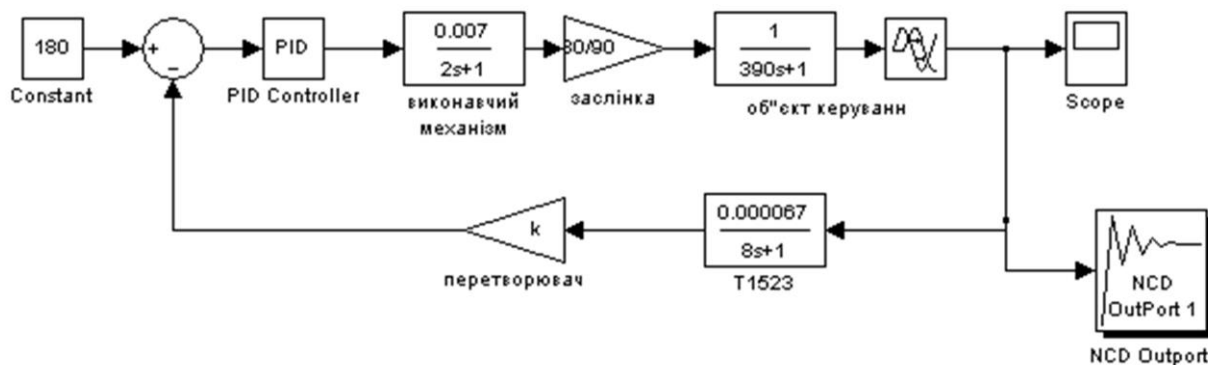 180
Constant
+
−
PID
PID Controller
0.007
2s+1
виконавчий
механізм
30/90
заслінка
1
390s+1
об"єкт керуванн
Scope
k
перетворювач
0.000067
8s+1
T1523
NCD
OutPort 1
NCD Outport